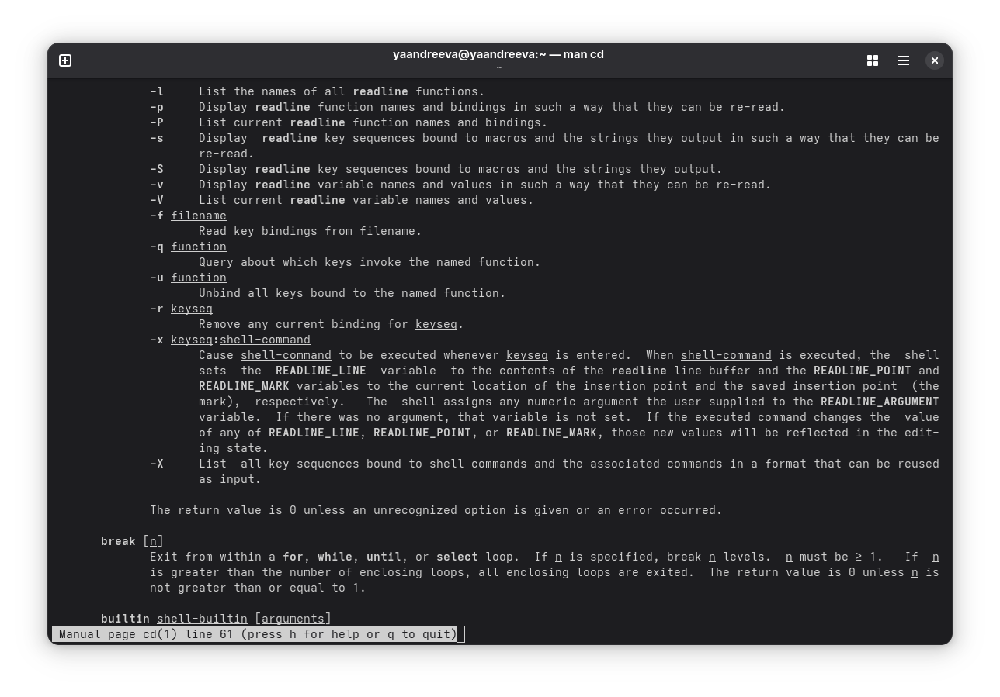 yaandreeva@yaandreeva:~ — man cd
~
-l     List the names of all readline functions.
-p     Display readline function names and bindings in such a way that they can be re-read.
-P     List current readline function names and bindings.
-s     Display  readline key sequences bound to macros and the strings they output in such a way that they can be
re-read.
-S     Display readline key sequences bound to macros and the strings they output.
-v     Display readline variable names and values in such a way that they can be re-read.
-V     List current readline variable names and values.
-f filename
Read key bindings from filename.
-q function
Query about which keys invoke the named function.
-u function
Unbind all keys bound to the named function.
-r keyseq
Remove any current binding for keyseq.
-x keyseq:shell-command
Cause shell-command to be executed whenever keyseq is entered.  When shell-command is executed, the  shell
sets  the  READLINE_LINE  variable  to the contents of the readline line buffer and the READLINE_POINT and
READLINE_MARK variables to the current location of the insertion point and the saved insertion point  (the
mark),  respectively.   The  shell assigns any numeric argument the user supplied to the READLINE_ARGUMENT
variable.  If there was no argument, that variable is not set.  If the executed command changes the  value
of any of READLINE_LINE, READLINE_POINT, or READLINE_MARK, those new values will be reflected in the edit-
ing state.
-X     List  all key sequences bound to shell commands and the associated commands in a format that can be reused
as input.
The return value is 0 unless an unrecognized option is given or an error occurred.
break [n]
Exit from within a for, while, until, or select loop.  If n is specified, break n levels.  n must be ≥ 1.   If  n
is greater than the number of enclosing loops, all enclosing loops are exited.  The return value is 0 unless n is
not greater than or equal to 1.
builtin shell-builtin [arguments]
Manual page cd(1) line 61 (press h for help or q to quit)